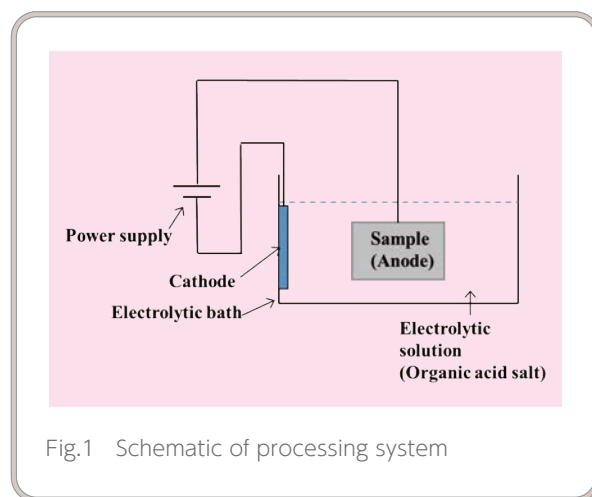 Power supply
Cathode
Electrolytic bath
Sample
(Anode)
Electrolytic
solution
(Organic acid salt)
Fig.1 Schematic of processing system